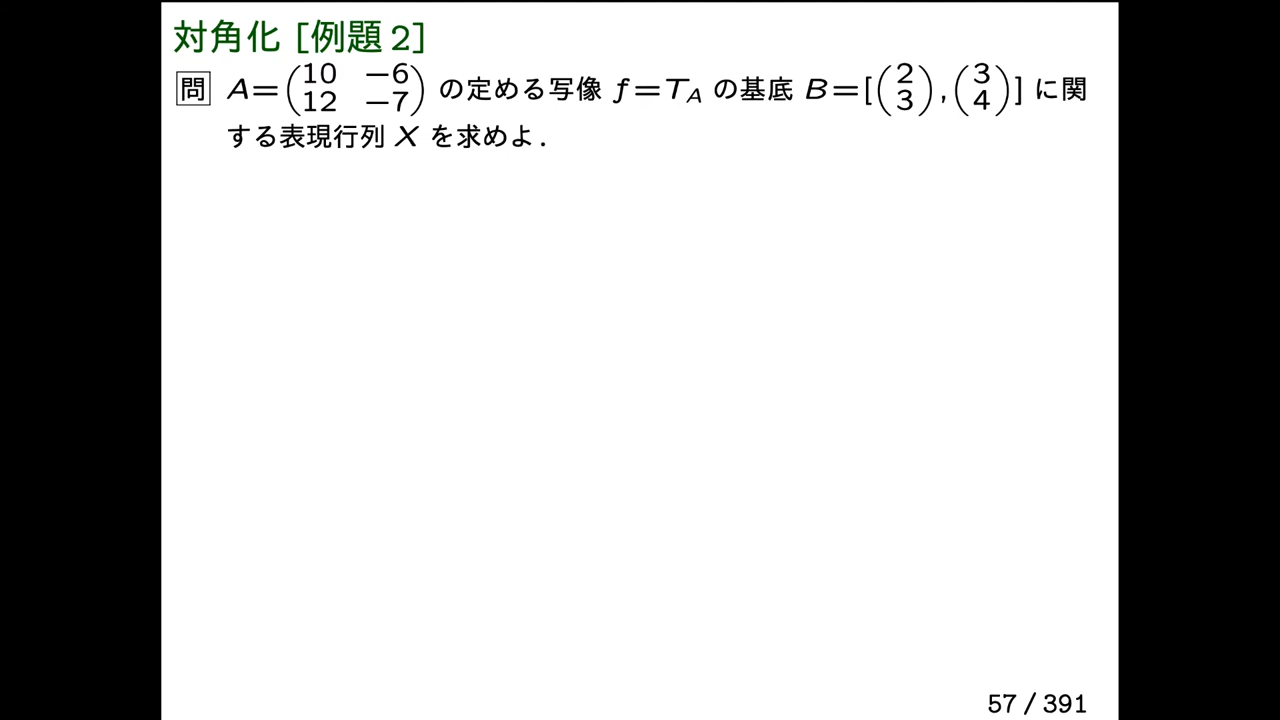 対角化 [例題 2]
問 A=(10 −6 12 −7) の定める写像 f=T_A の基底 B=[(2 3),(3 4)] に関
する表現行列 X を求めよ.
57 / 391